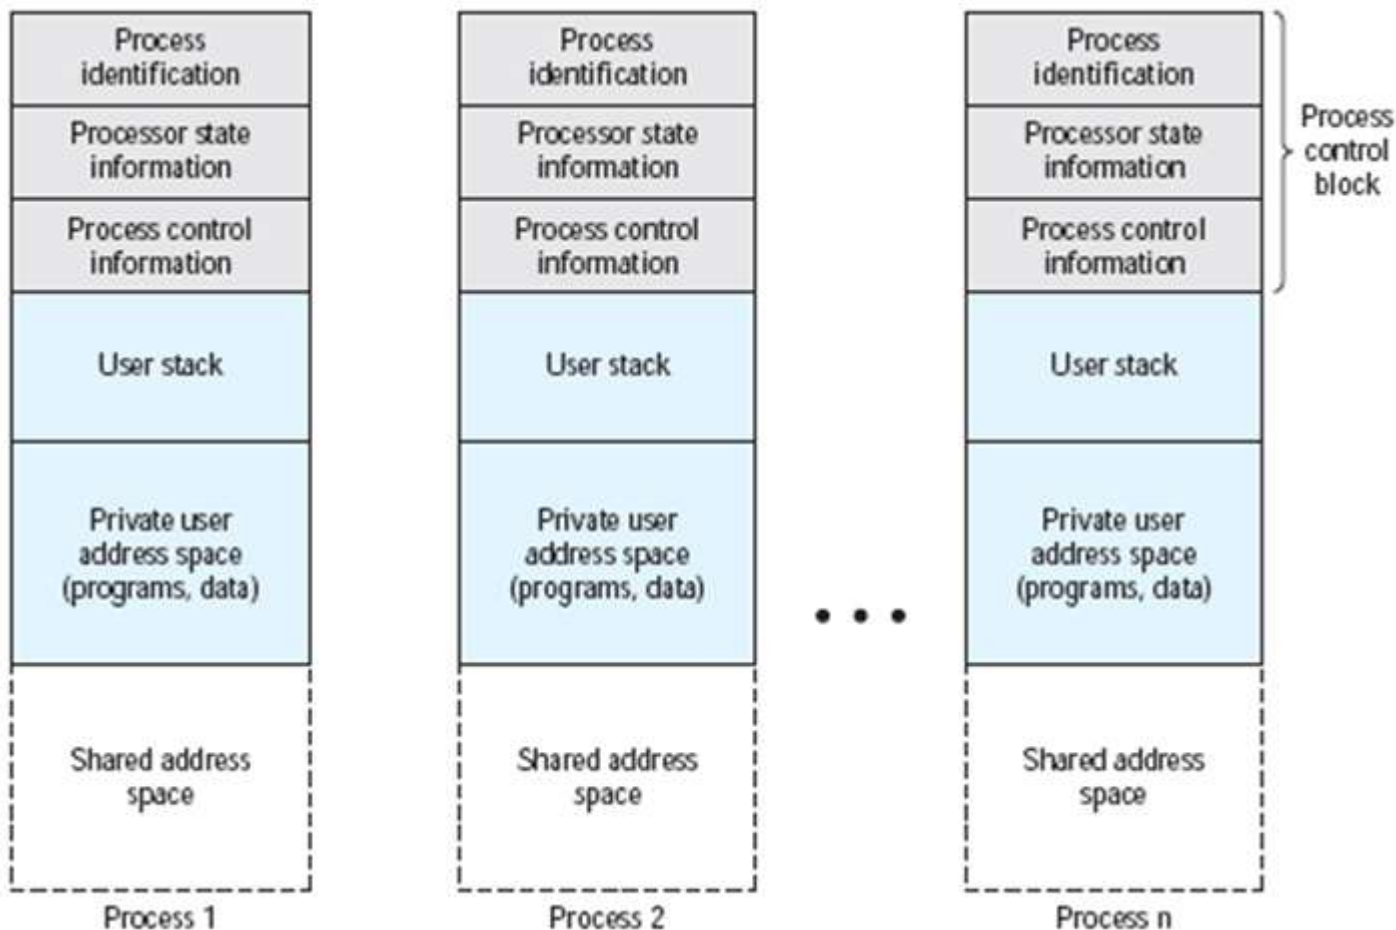 Process
identification
Processor state
information
Process control
information
User stack
Private user
address space
(programs, data)
Shared address
space
Process 1
Process
identification
Processor state
information
Process control
information
User stack
Private user
address space
(programs, data)
Shared address
space
Process 2
Process
identification
Processor state
information
Process control
information
User stack
Private user
address space
(programs, data)
Shared address
space
Process n
Process
control
block